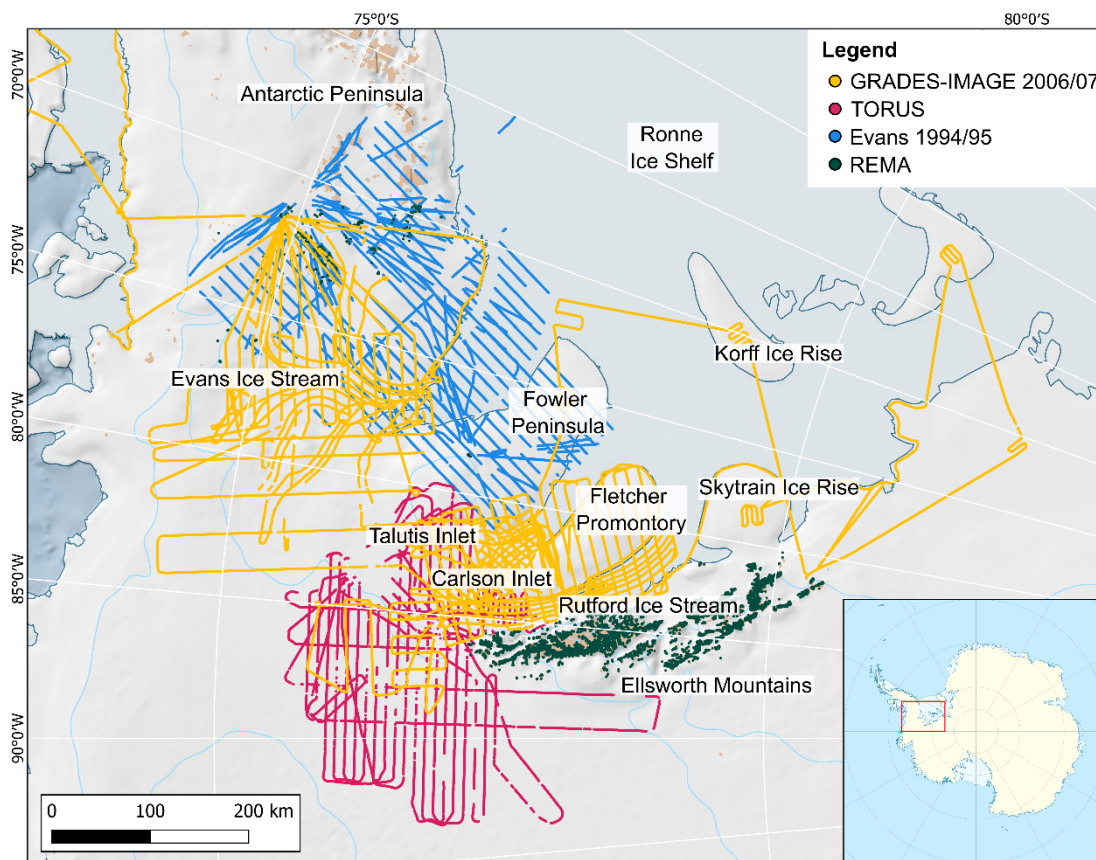 75°0'S
80°0'S
70°0'W
75°0'W
80°0'W
85°0'W
90°0'W
Legend
GRADES-IMAGE 2006/07
TORUS
Evans 1994/95
REMA
Antarctic Peninsula
Ronne
Ice Shelf
Korff Ice Rise
Evans Ice Stream
Fowler
Peninsula
Skytrain Ice Rise
Fletcher
Promontory
Talutis Inlet
Carlson Inlet
Rutford Ice Stream
Ellsworth Mountains
0 100 200 km